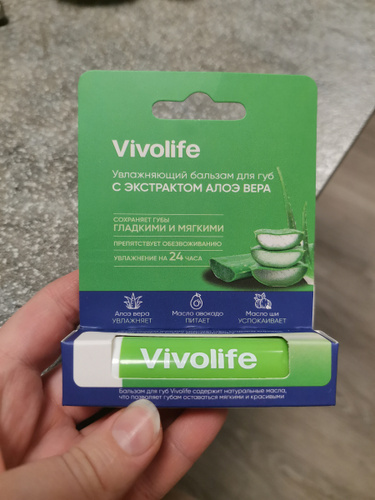 Vivolife
Увлажняющий бальзам для губ
С ЭКСТРАКТОМ АЛОЭ ВЕРА
СОХРАНЯЕТ ГУБЫ
ГЛАДКИМИ И МЯГКИМИ
ПРЕПЯТСТВУЕТ ОБЕЗВОЖИВАНИЮ
УВЛАЖНЕНИЕ НА 24 ЧАСА
Алоэ вера
УВЛАЖНЯЕТ
Масло авокадо
ПИТАЕТ
Масло ши
УСПОКАИВАЕТ
Vivolife
Бальзам для губ Vivolife содержит натуральные масла,
что позволяет губам оставаться мягкими и красивыми